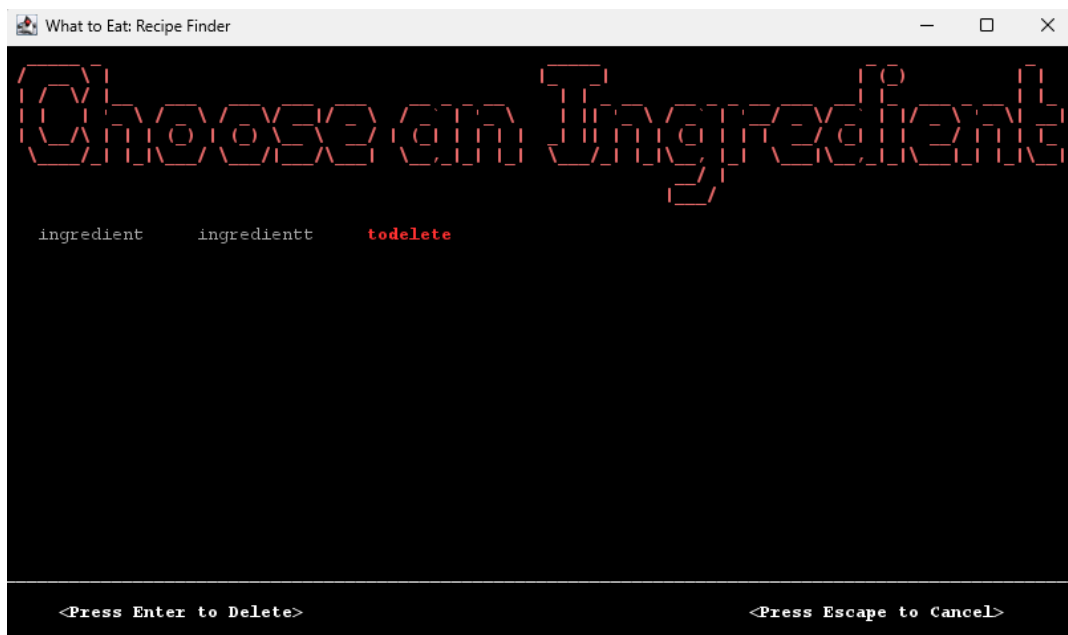 What to Eat: Recipe Finder
Choose an Ingredient
ingredient ingredientt todelete
<Press Enter to Delete> <Press Escape to Cancel>